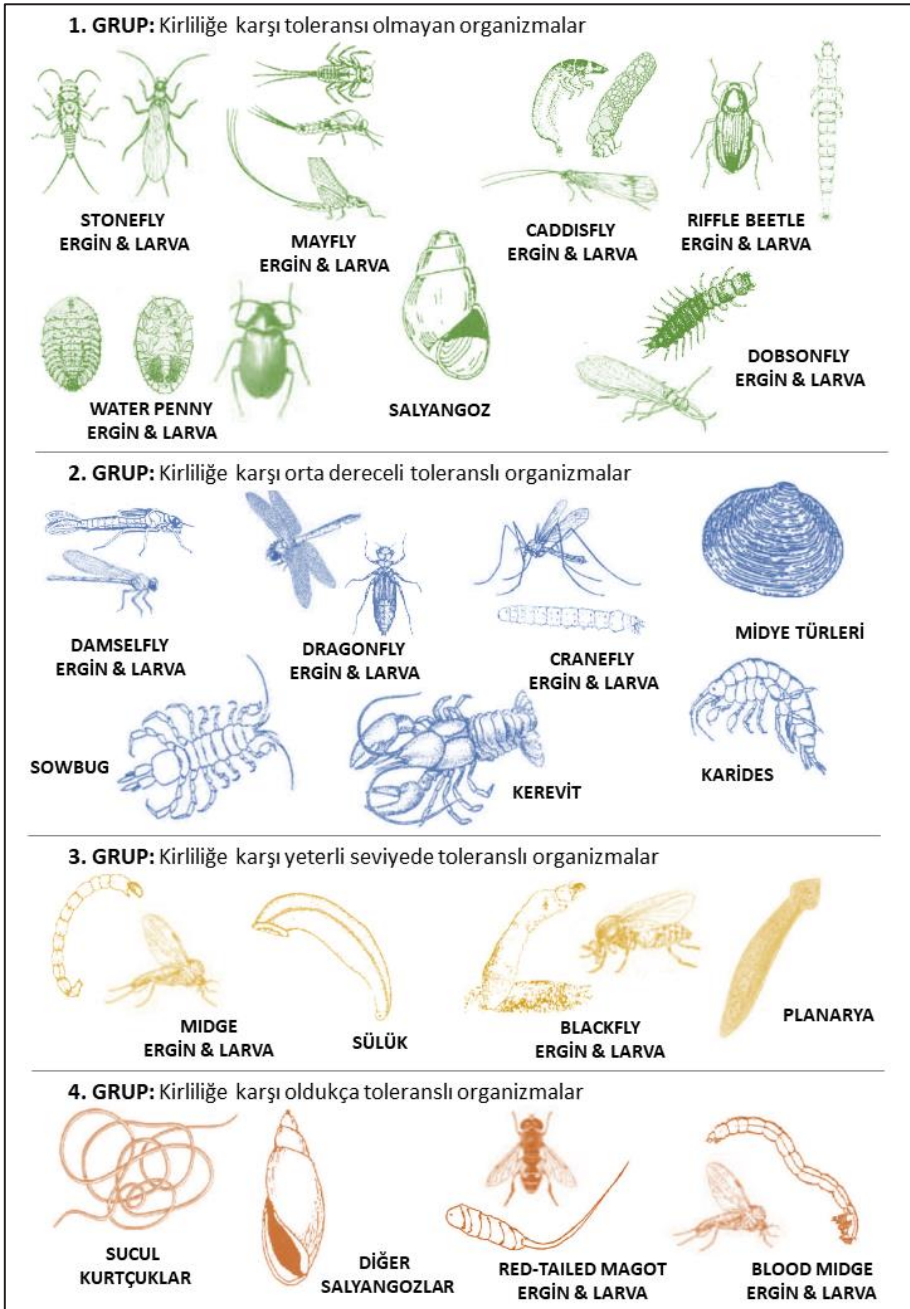 1. GRUP: Kirliliğe karşı toleransı olmayan organizmalar
STONEFLY
ERGİN & LARVA
MAYFLY
ERGİN & LARVA
CADDISFLY
ERGİN & LARVA
RIFFLE BEETLE
ERGİN & LARVA
WATER PENNY
ERGİN & LARVA
SALYANGOZ
DOBSONFLY
ERGİN & LARVA
2. GRUP: Kirliliğe karşı orta dereceli toleranslı organizmalar
DAMSELFLY
ERGİN & LARVA
DRAGONFLY
ERGİN & LARVA
CRANEFLY
ERGİN & LARVA
MİDYE TÜRLERİ
SOWBUG
KEREVİT
KARİDES
3. GRUP: Kirliliğe karşı yeterli seviyede toleranslı organizmalar
MIDGE
ERGİN & LARVA
SÜLÜK
BLACKFLY
ERGİN & LARVA
PLANARYA
4. GRUP: Kirliliğe karşı oldukça toleranslı organizmalar
SUCUL
KURTÇUKLAR
DİĞER
SALYANGOZLAR
RED-TAILED MAGOT
ERGİN & LARVA
BLOOD MIDGE
ERGİN & LARVA